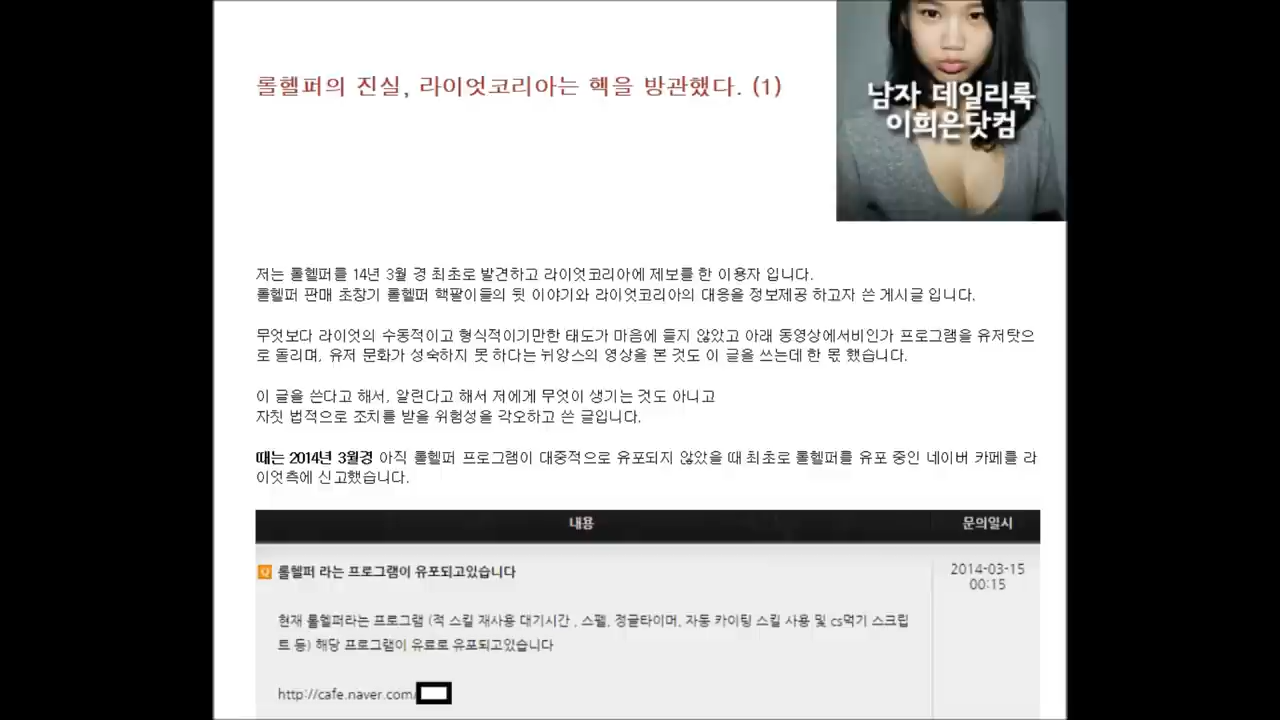 롤헬퍼의 진실, 라이엇코리아는 핵을 방관했다. (1)
남자 데일리룩
이희은닷컴
저는 롤헬퍼를 14년 3월 경 최초로 발견하고 라이엇코리아에 제보를 한 이용자 입니다.
롤헬퍼 판매 초창기 롤헬퍼 핵팔이들의 뒷 이야기와 라이엇코리아의 대응을 정보제공 하고자 쓴 게시글 입니다.
무엇보다 라이엇의 수동적이고 형식적이기만한 태도가 마음에 들지 않았고 아래 동영상에서비인가 프로그램을 유저탓으
로 돌리며, 유저 문화가 성숙하지 못 하다는 뉘앙스의 영상을 본 것도 이 글을 쓰는데 한 몫 했습니다.
이 글을 쓴다고 해서, 알린다고 해서 저에게 무엇이 생기는 것도 아니고
자칫 법적으로 조치를 받을 위험성을 각오하고 쓴 글입니다.
때는 2014년 3월경 아직 롤헬퍼 프로그램이 대중적으로 유포되지 않았을 때 최초로 롤헬퍼를 유포 중인 네이버 카페를 라
이엇측에 신고했습니다.
내용 문의일시
Q 롤헬퍼 라는 프로그램이 유포되고있습니다 2014-03-15
00:15
현재 롤헬퍼라는 프로그램 (적 스킬 재사용 대기시간 , 스펠, 정글타이머, 자동 카이팅 스킬 사용 및 cs먹기 스크립
트 등) 해당 프로그램이 유료로 유포되고있습니다
http://cafe.naver.com/